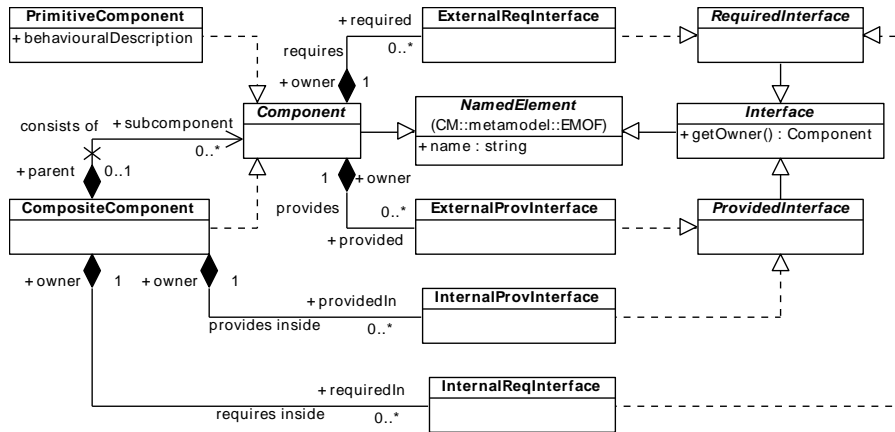 PrimitiveComponent
+ behaviouralDescription
+ required
requires
0..*
+ owner
1
ExternalReqInterface
RequiredInterface
consists of
+ subcomponent
0..*
+ parent
0..1
Component
NamedElement
(CM::metamodel::EMOF)
+ name : string
Interface
+ getOwner() : Component
1
+ owner
provides
0..*
+ provided
CompositeComponent
ExternalProvInterface
ProvidedInterface
+ owner
1
+ owner
1
+ providedIn
provides inside
0..*
InternalProvInterface
+ requiredIn
requires inside
0..*
InternalReqInterface